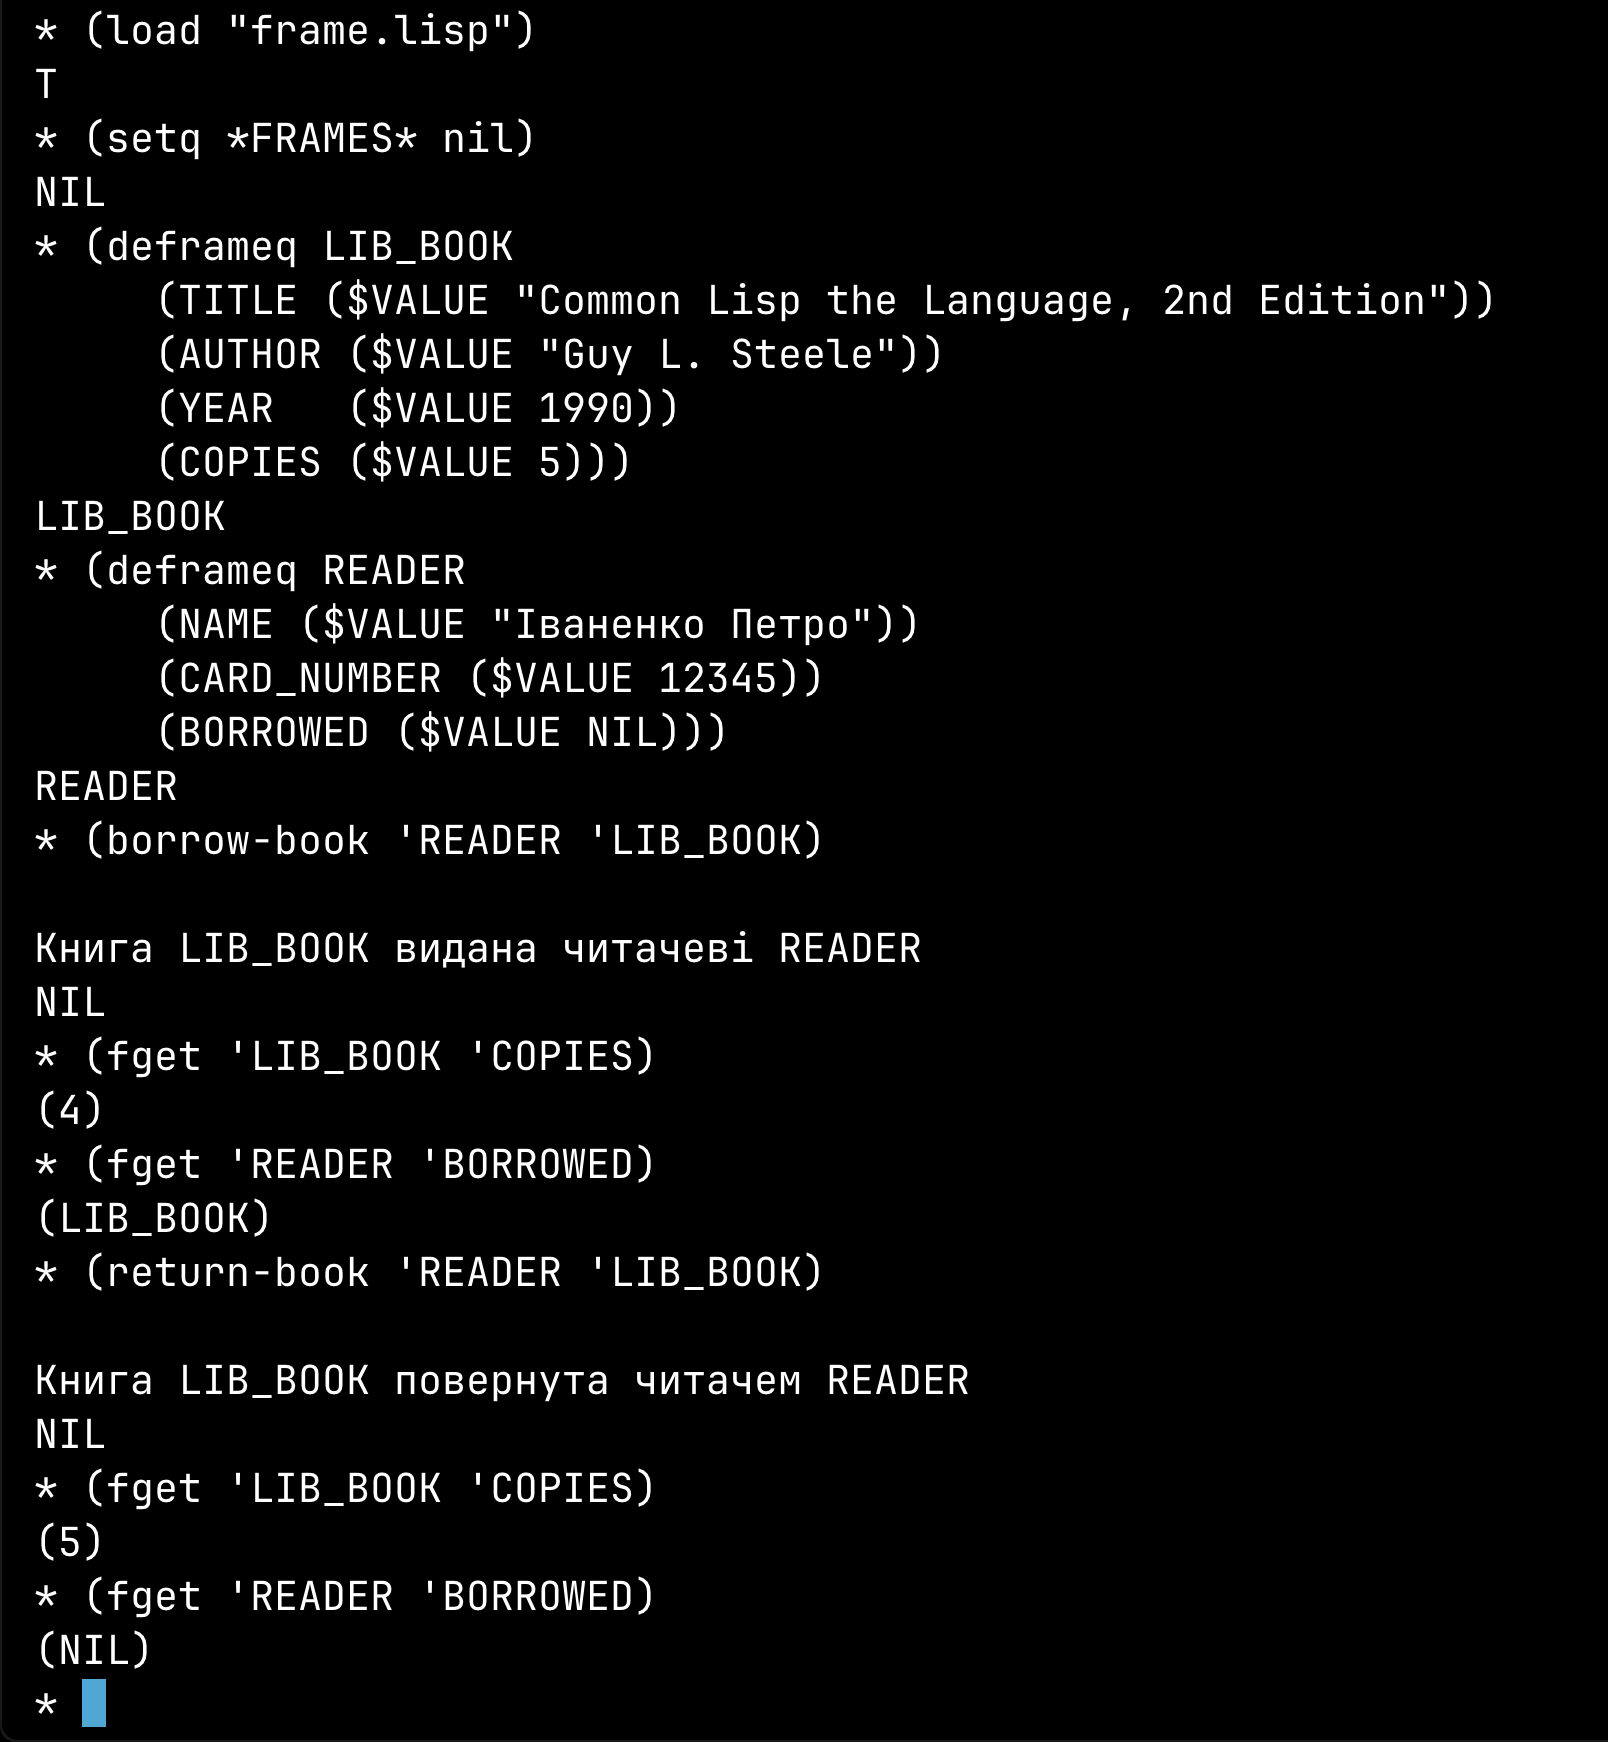 * (load "frame.lisp")
T
* (setq *FRAMES* nil)
NIL
* (deframeq LIB_BOOK
     (TITLE ($VALUE "Common Lisp the Language, 2nd Edition"))
     (AUTHOR ($VALUE "Guy L. Steele"))
     (YEAR   ($VALUE 1990))
     (COPIES ($VALUE 5)))
LIB_BOOK
* (deframeq READER
     (NAME ($VALUE "Іваненко Петро"))
     (CARD_NUMBER ($VALUE 12345))
     (BORROWED ($VALUE NIL)))
READER
* (borrow-book 'READER 'LIB_BOOK)

Книга LIB_BOOK видана читачеві READER
NIL
* (fget 'LIB_BOOK 'COPIES)
(4)
* (fget 'READER 'BORROWED)
(LIB_BOOK)
* (return-book 'READER 'LIB_BOOK)

Книга LIB_BOOK повернута читачем READER
NIL
* (fget 'LIB_BOOK 'COPIES)
(5)
* (fget 'READER 'BORROWED)
(NIL)
*